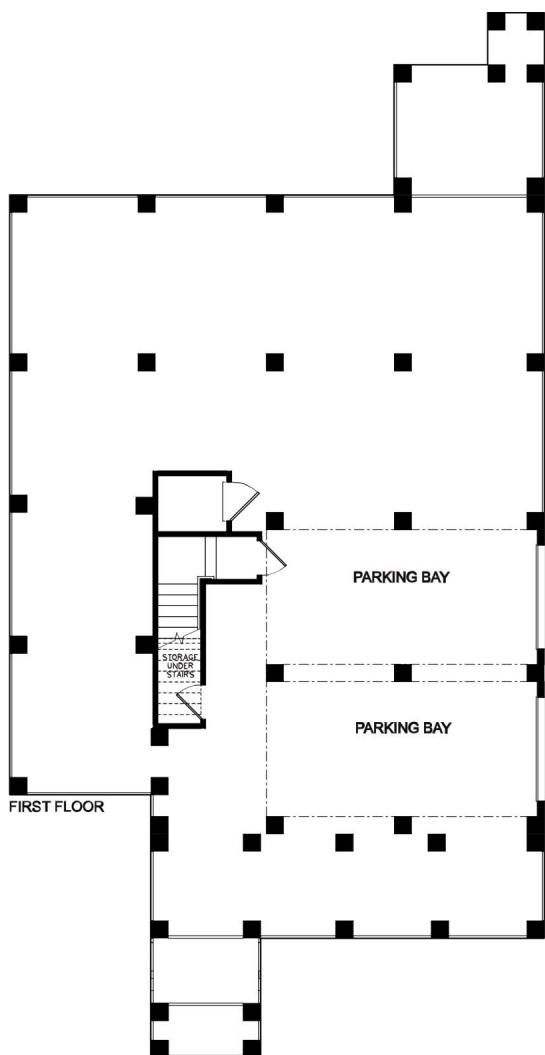 PARKING BAY
STORAGE
UNDER
STAIRS
PARKING BAY
FIRST FLOOR